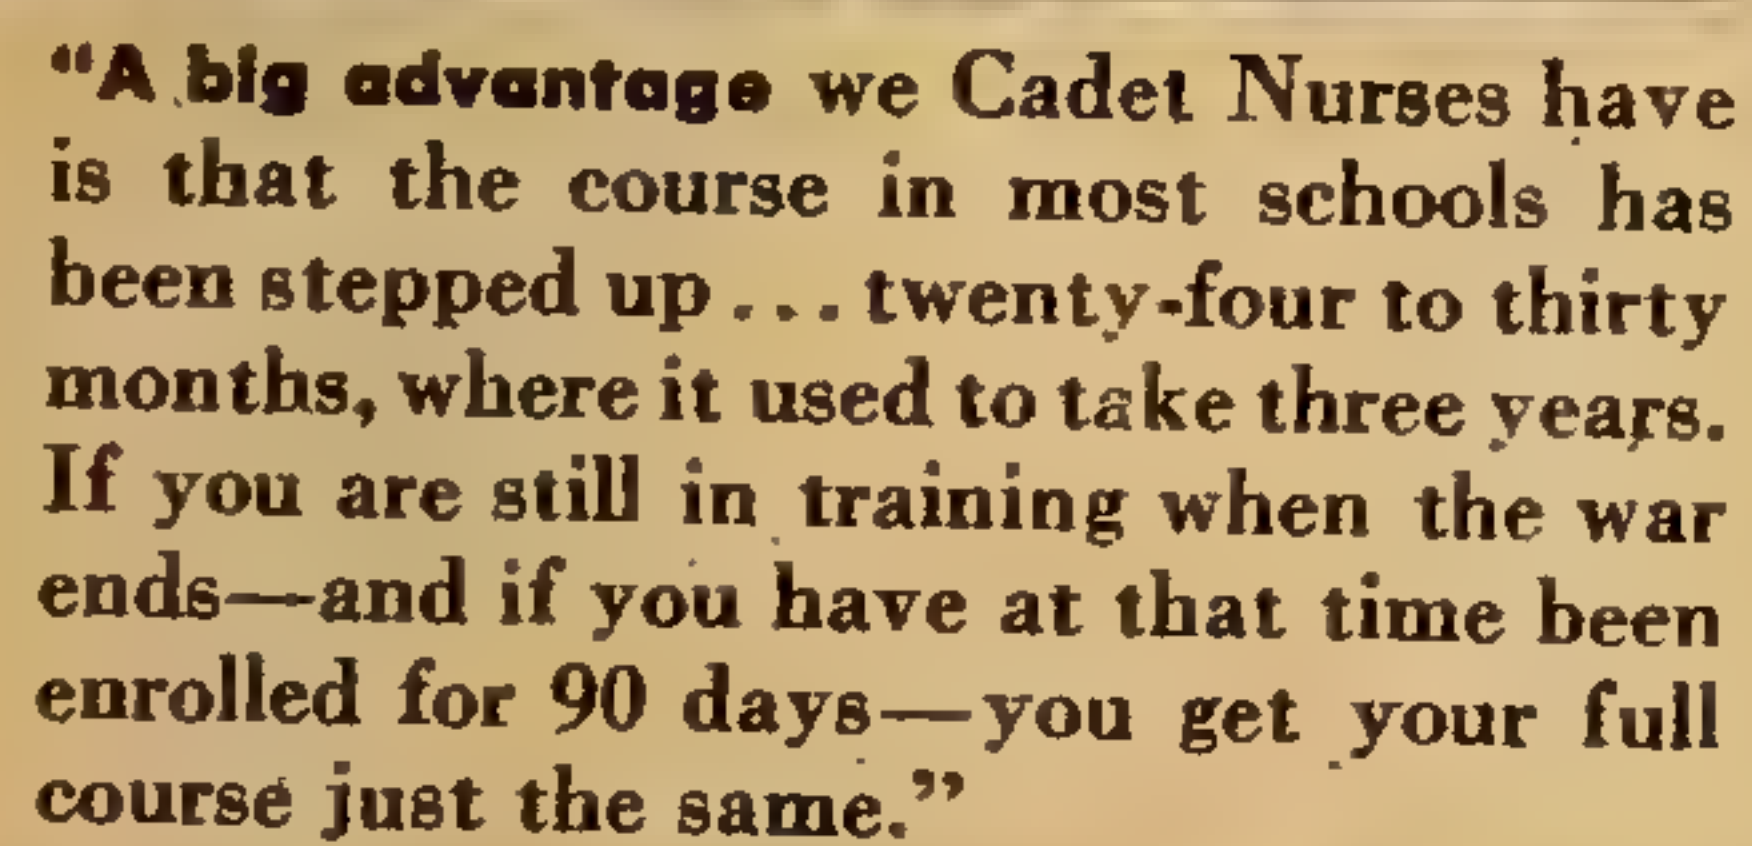 “A big advantage we Cadet Nurses have
is that the course in most schools has
been stepped up ... twenty-four to thirty
months, where it used to take three years.
If you are still in training when the war
ends—and if you have at that time been
enrolled for 90 days—you get your full
course just the same.”